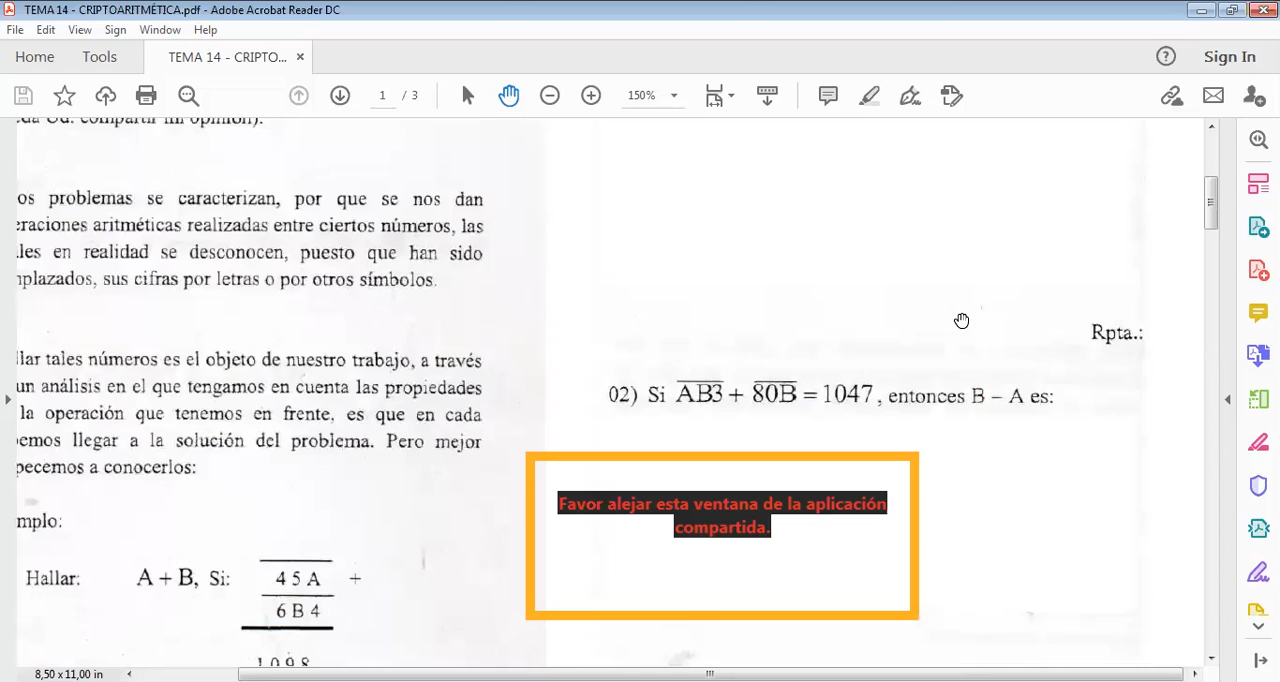 TEMA 14 - CRIPTOARITMÉTICA.pdf - Adobe Acrobat Reader DC
File Edit View Sign Window Help
Home Tools TEMA 14 - CRIPTO... × Sign In
1 / 3 150%
os problemas se caracterizan, por que se nos dan
eraciones aritméticas realizadas entre ciertos números, las
les en realidad se desconocen, puesto que han sido
nplazados, sus cifras por letras o por otros símbolos.
llar tales números es el objeto de nuestro trabajo, a través
un análisis en el que tengamos en cuenta las propiedades
la operación que tenemos en frente, es que en cada
emos llegar a la solución del problema. Pero mejor
pecemos a conocerlos:
mplo:
Hallar: A + B, Si: 4 5 A +
6 B 4
1 0 9 8
Rpta.:
02) Si AB3 + 80B = 1047, entonces B – A es:
Favor alejar esta ventana de la aplicación
compartida.
8,50 x 11,00 in